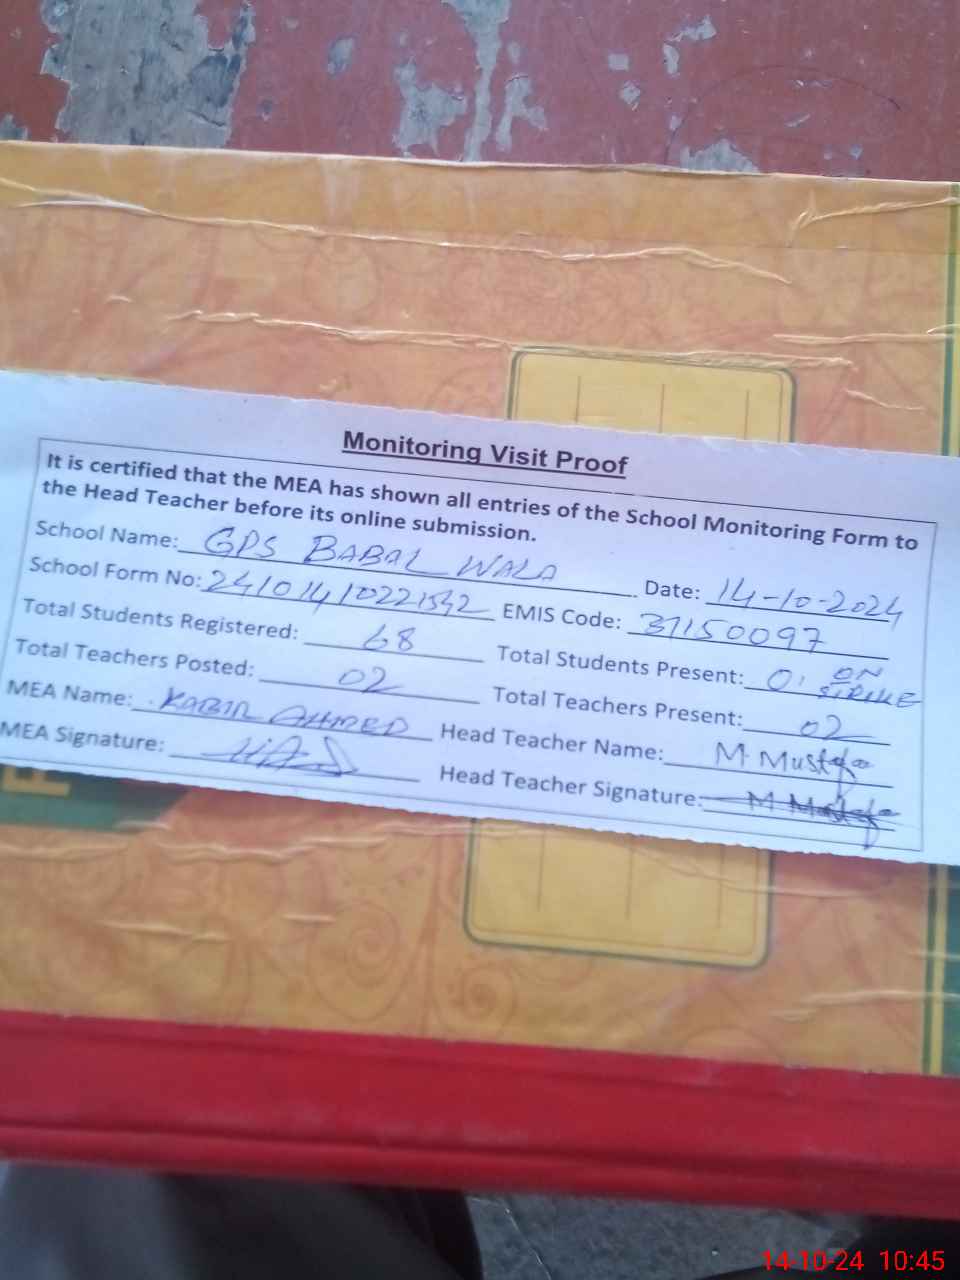 Monitoring Visit Proof
It is certified that the MEA has shown all entries of the School Monitoring Form to
the Head Teacher before its online submission.
School Name: GPS BABAL WALA Date: 14-10-2024
School Form No: 24101410221542 EMIS Code: 31150097
Total Students Registered: 68 Total Students Present: 0, ON STRIKE
Total Teachers Posted: 02 Total Teachers Present: 02
MEA Name: KABIR AHMED Head Teacher Name: M. Mustafa
MEA Signature: Head Teacher Signature: M Mustafa
14-10-24 10:45